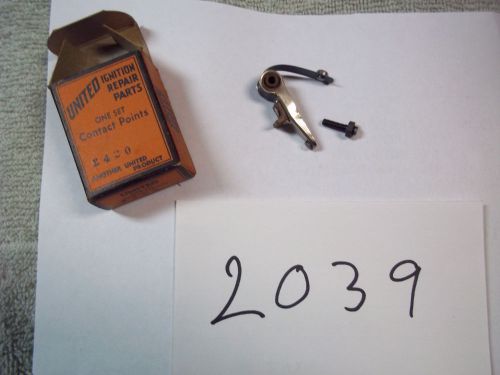 UNITED IGNITION
REPAIR
PARTS
ONE SET
Contact Points
ANOTHER UNITED
PRODUCT
2039